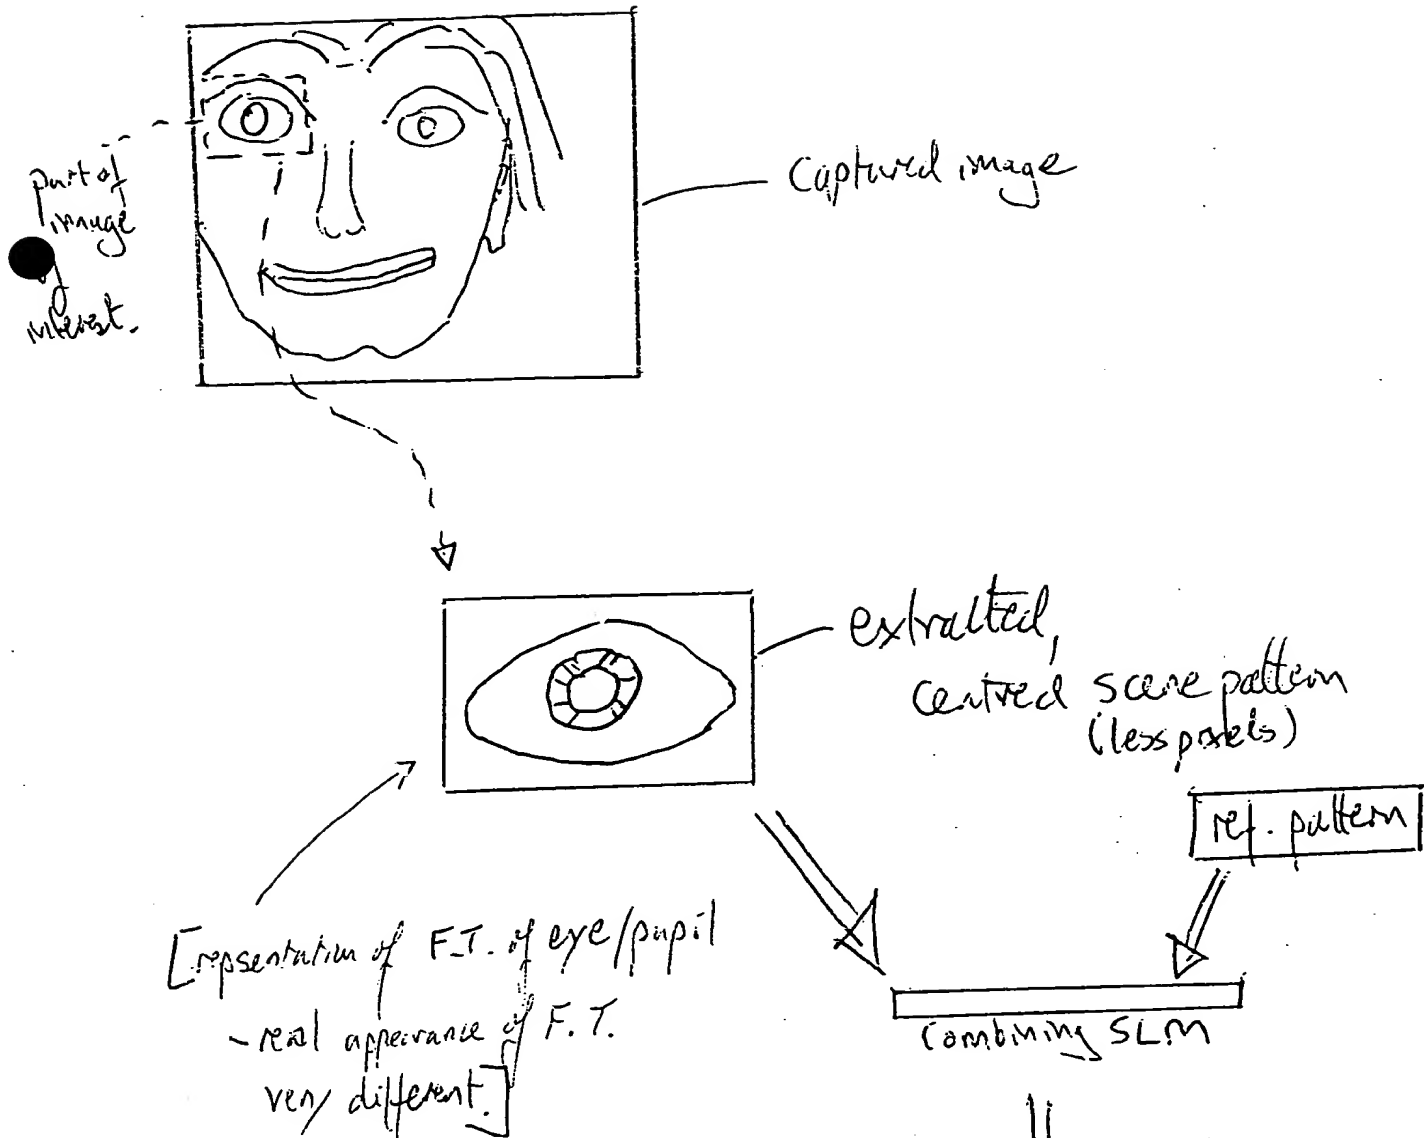 Captured image
part of
image
of
interest.
extracted,
centred scene pattern
(less pixels)
ref. pattern
[repsentation of F.T. of eye/pupil
- real appearance of F.T.
very different.]
Combining SLM